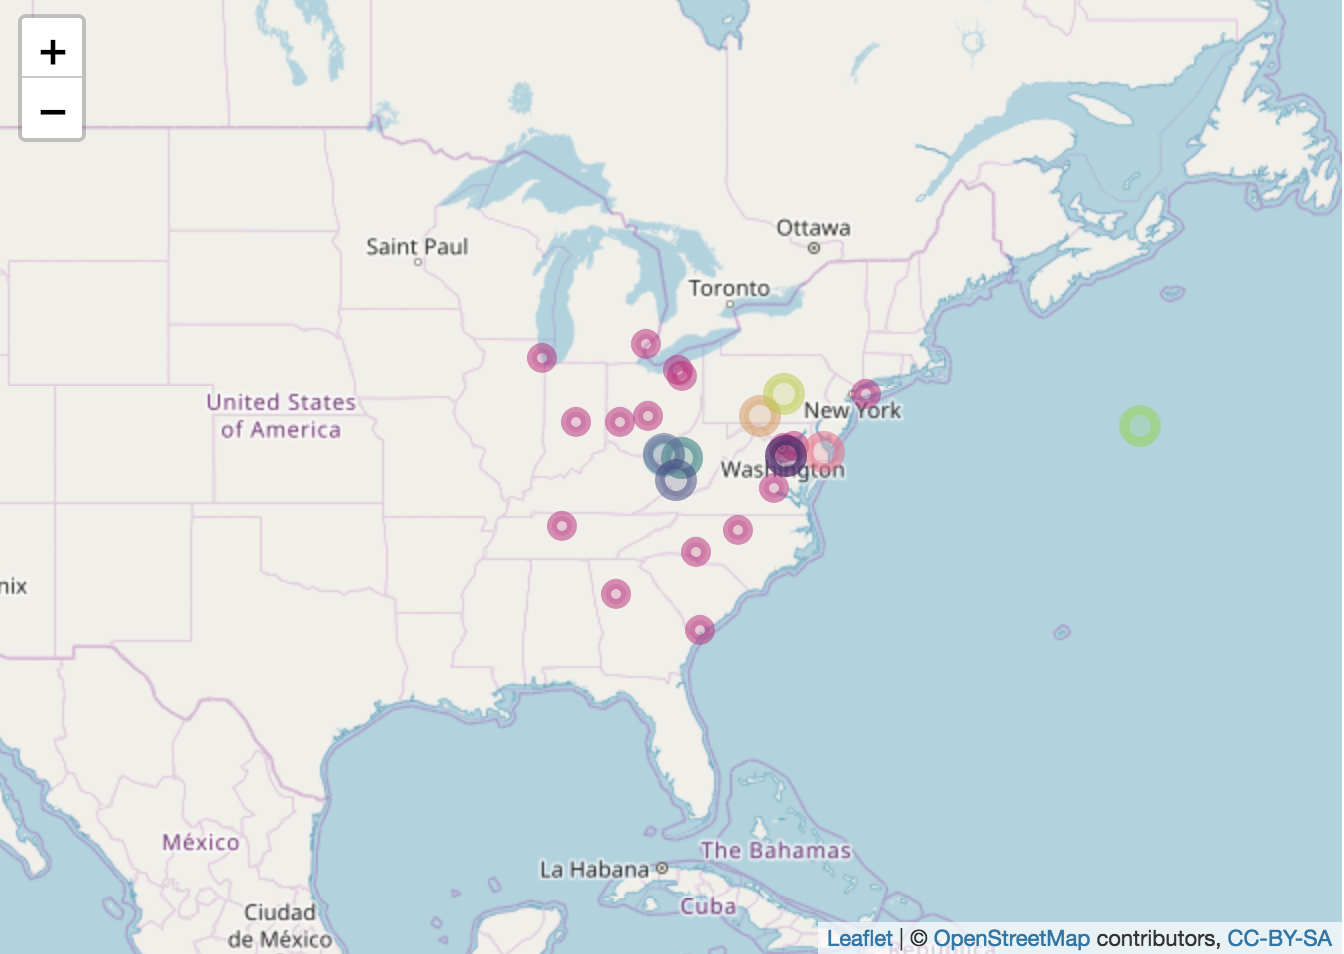 +
−
Ottawa
Saint Paul
Toronto
United States
of America
New York
Washington
nix
México
The Bahamas
La Habana
Cuba
Ciudad
de México
Leaflet | © OpenStreetMap contributors, CC-BY-SA